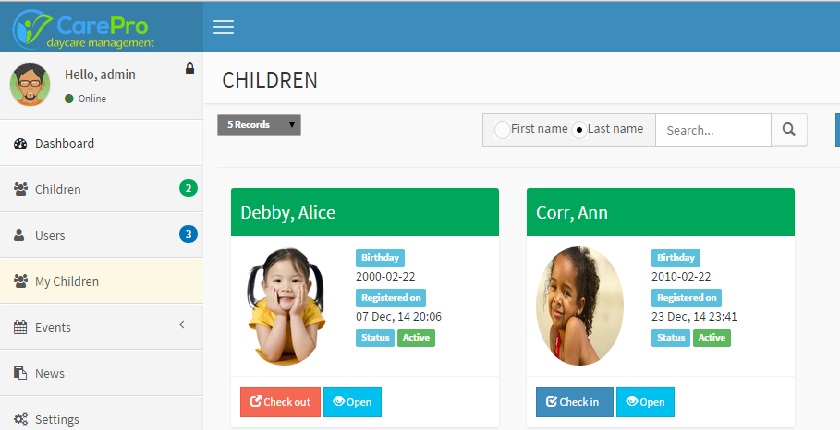 CarePro
daycare management
Hello, admin
Online
Dashboard
Children 2
Users 3
My Children
Events
News
Settings
CHILDREN
5 Records
First name Last name Search...
Debby, Alice
Birthday
2000-02-22
Registered on
07 Dec, 14 20:06
Status Active
Check out Open
Corr, Ann
Birthday
2010-02-22
Registered on
23 Dec, 14 23:41
Status Active
Check in Open